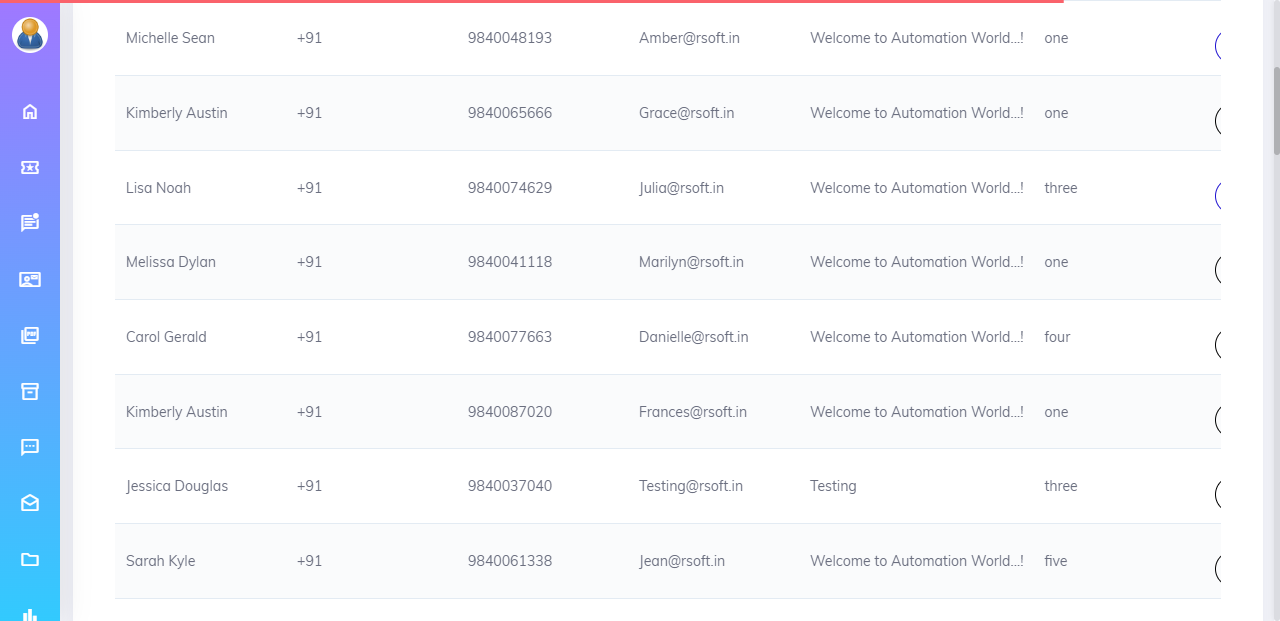 Michelle Sean +91 9840048193 Amber@rsoft.in Welcome to Automation World...! one
Kimberly Austin +91 9840065666 Grace@rsoft.in Welcome to Automation World...! one
Lisa Noah +91 9840074629 Julia@rsoft.in Welcome to Automation World...! three
Melissa Dylan +91 9840041118 Marilyn@rsoft.in Welcome to Automation World...! one
Carol Gerald +91 9840077663 Danielle@rsoft.in Welcome to Automation World...! four
Kimberly Austin +91 9840087020 Frances@rsoft.in Welcome to Automation World...! one
Jessica Douglas +91 9840037040 Testing@rsoft.in Testing three
Sarah Kyle +91 9840061338 Jean@rsoft.in Welcome to Automation World...! five